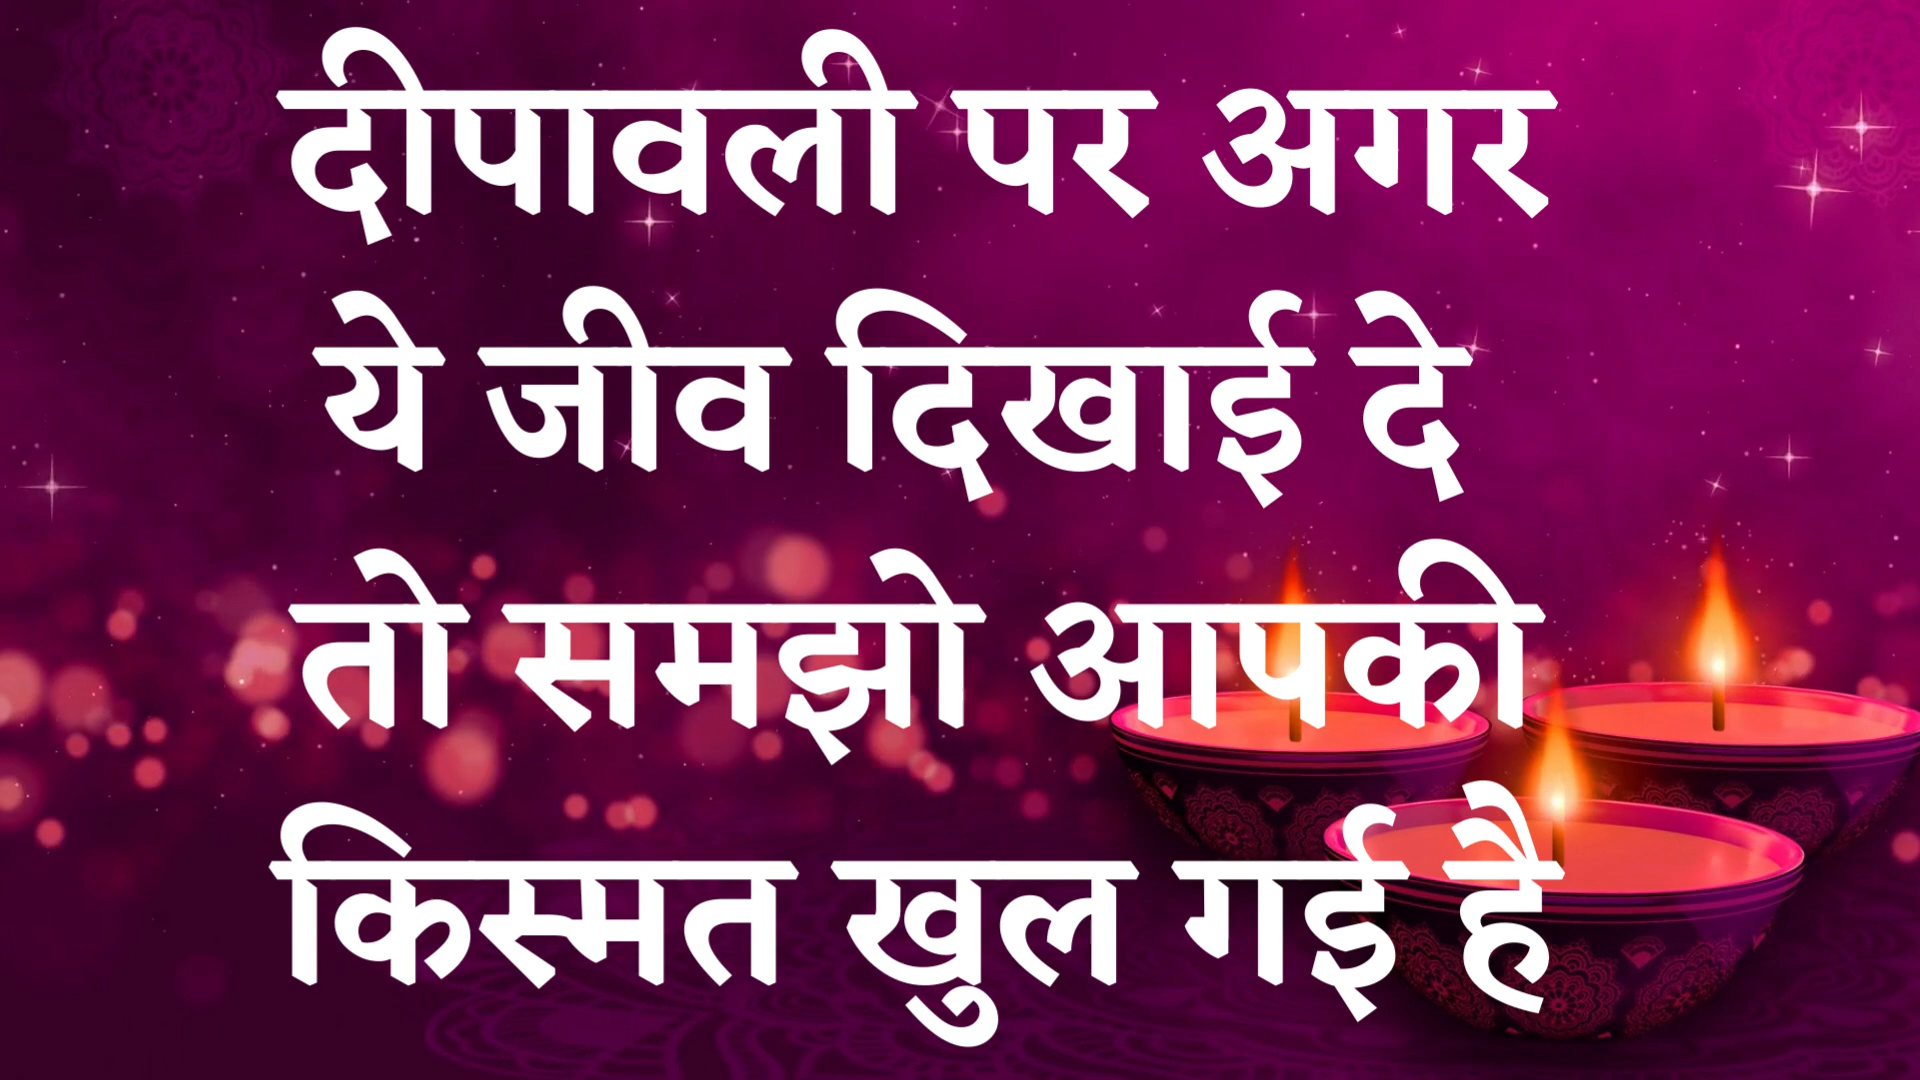 दीपावली पर अगर
ये जीव दिखाई दे
तो समझो आपकी
किस्मत खुल गई है